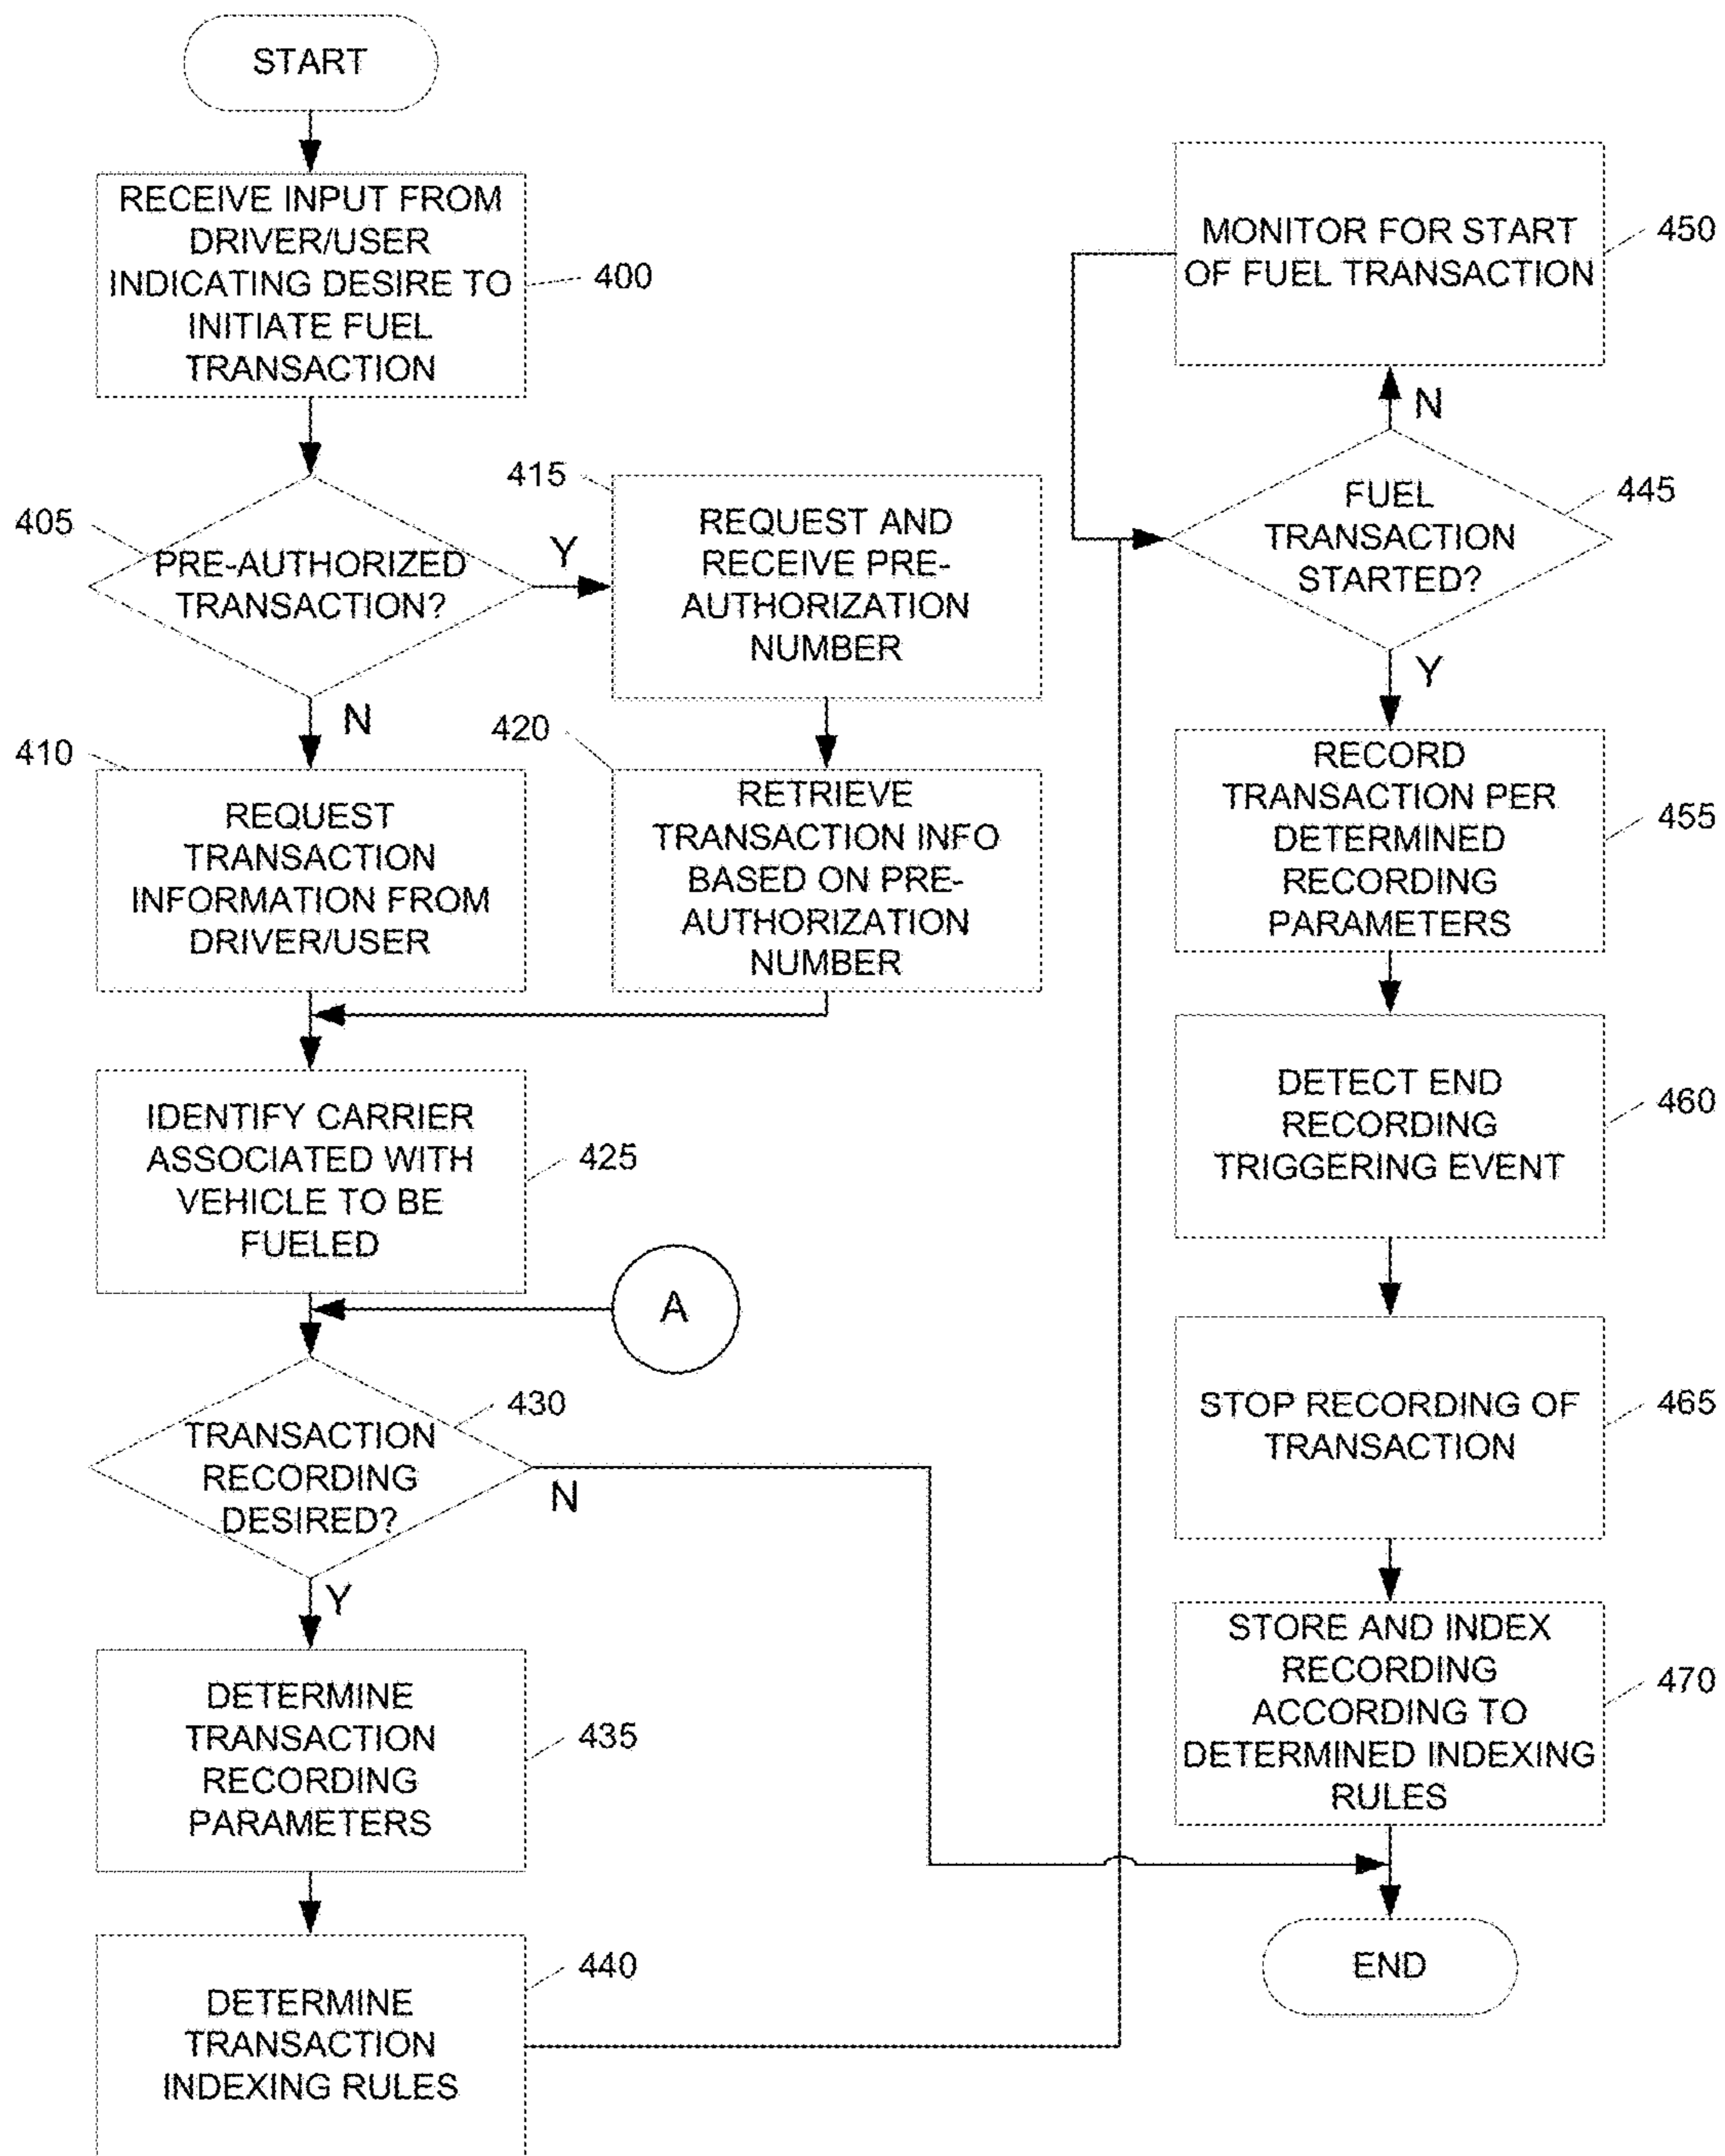 START
RECEIVE INPUT FROM
DRIVER/USER
INDICATING DESIRE TO
INITIATE FUEL
TRANSACTION
400
405
PRE-AUTHORIZED
TRANSACTION?
Y
N
415
REQUEST AND
RECEIVE PRE-
AUTHORIZATION
NUMBER
410
REQUEST
TRANSACTION
INFORMATION FROM
DRIVER/USER
420
RETRIEVE
TRANSACTION INFO
BASED ON PRE-
AUTHORIZATION
NUMBER
IDENTIFY CARRIER
ASSOCIATED WITH
VEHICLE TO BE
FUELED
425
A
TRANSACTION
RECORDING
DESIRED?
430
N
Y
DETERMINE
TRANSACTION
RECORDING
PARAMETERS
435
DETERMINE
TRANSACTION
INDEXING RULES
440
MONITOR FOR START
OF FUEL TRANSACTION
450
N
FUEL
TRANSACTION
STARTED?
445
Y
RECORD
TRANSACTION PER
DETERMINED
RECORDING
PARAMETERS
455
DETECT END
RECORDING
TRIGGERING EVENT
460
STOP RECORDING OF
TRANSACTION
465
STORE AND INDEX
RECORDING
ACCORDING TO
DETERMINED INDEXING
RULES
470
END